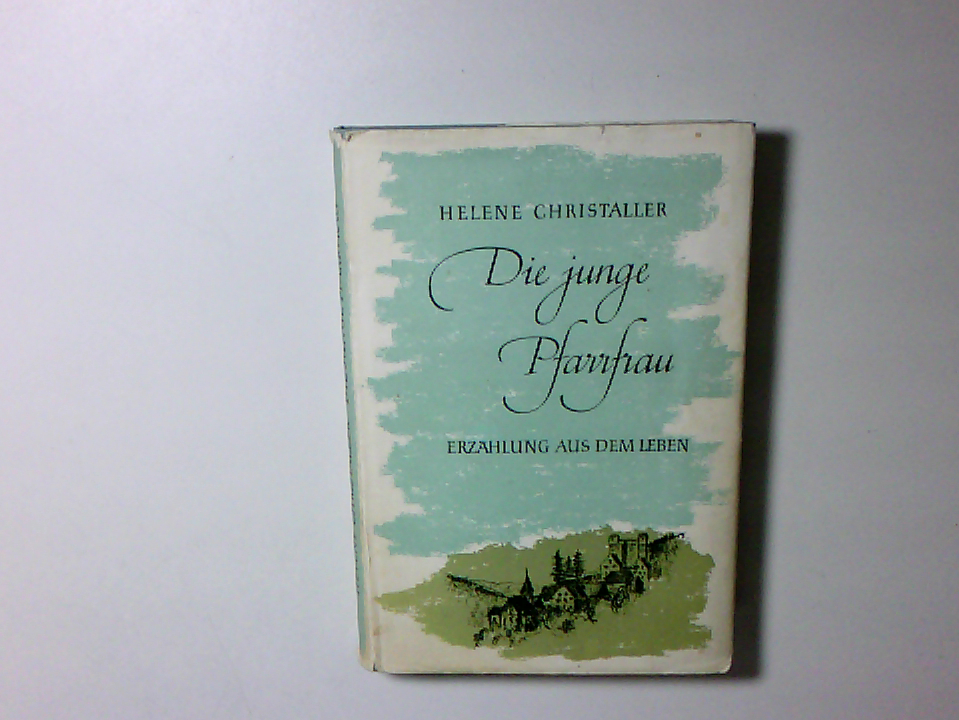 HELENE CHRISTALLER
Die junge
Pfarrfrau
ERZÄHLUNG AUS DEM LEBEN